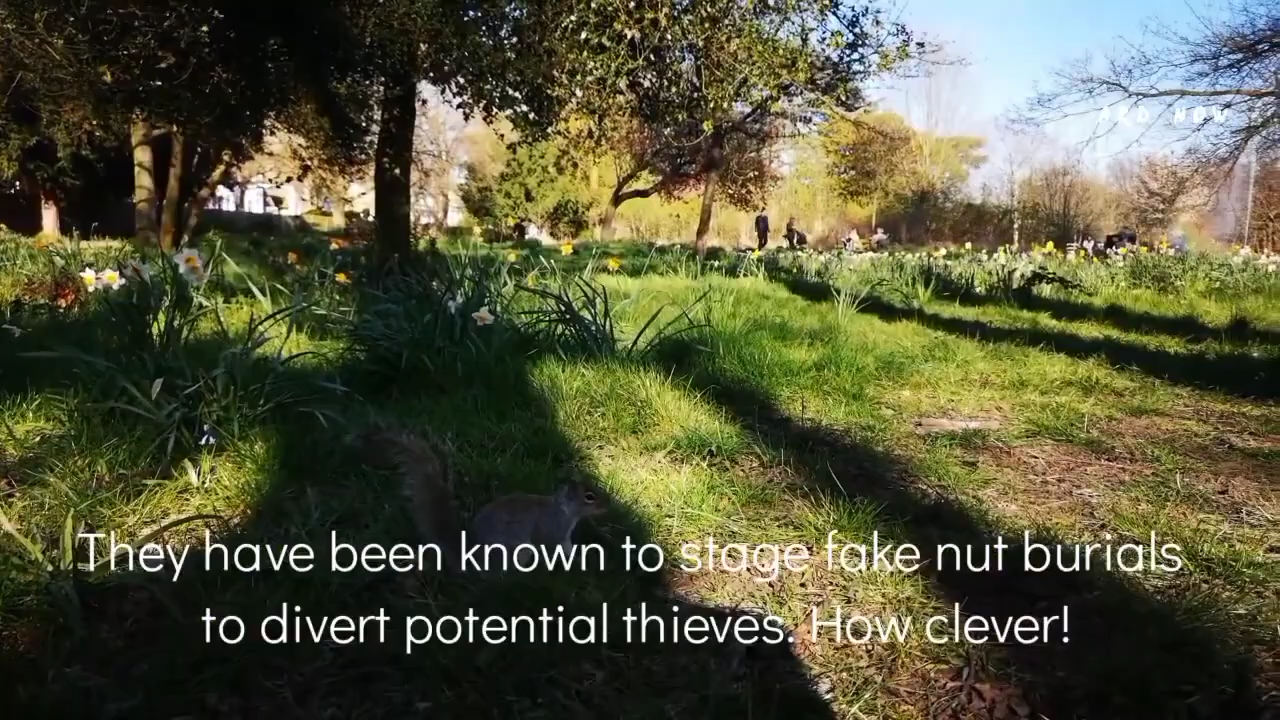 They have been known to stage fake nut burials
to divert potential thieves. How clever!